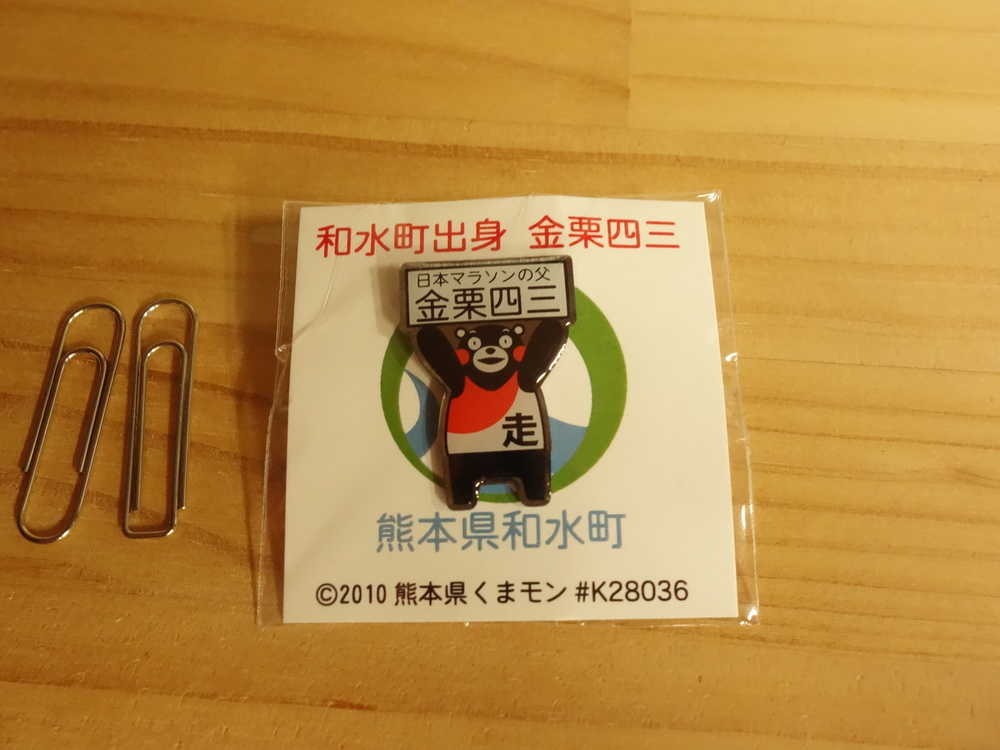 和水町出身 金栗四三
日本マラソンの父
金栗四三
走
熊本県和水町
©2010 熊本県くまモン #K28036